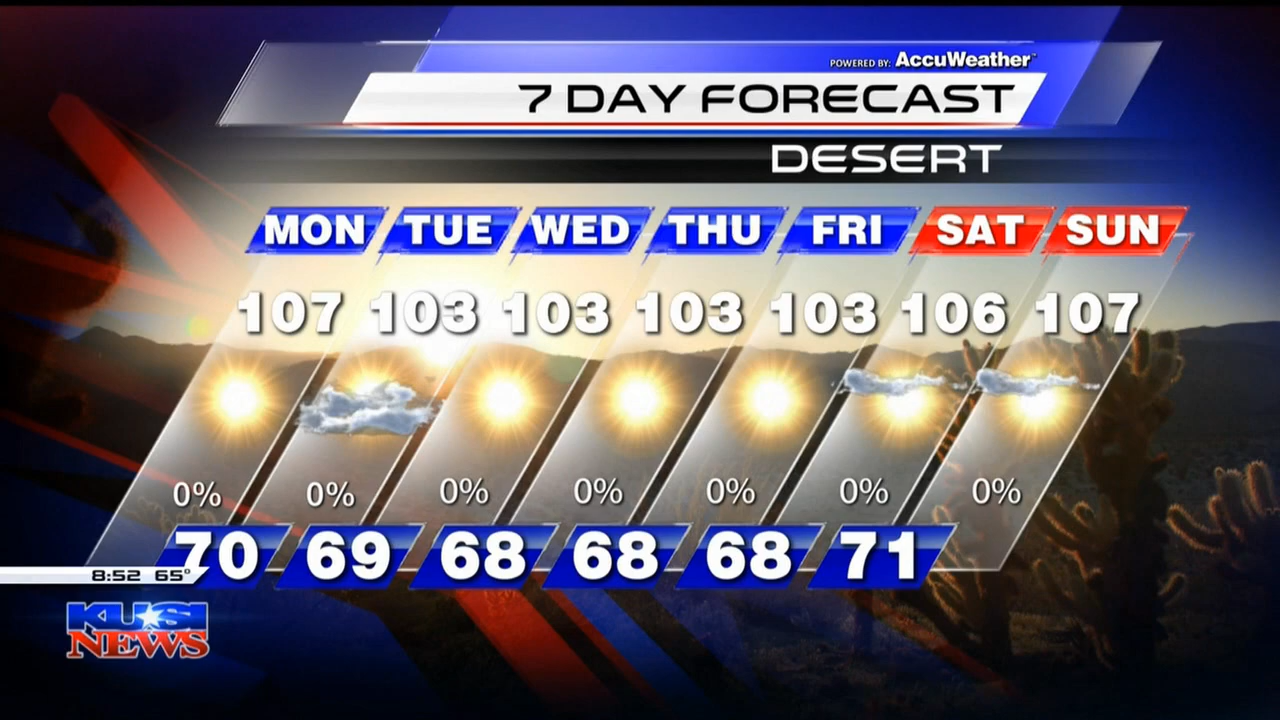 POWERED BY: AccuWeather™
7 DAY FORECAST
DESERT
MON TUE WED THU FRI SAT SUN
107 103 103 103 103 106 107
0% 0% 0% 0% 0% 0% 0%
70 69 68 68 68 71
8:52 65°
KUSI
NEWS